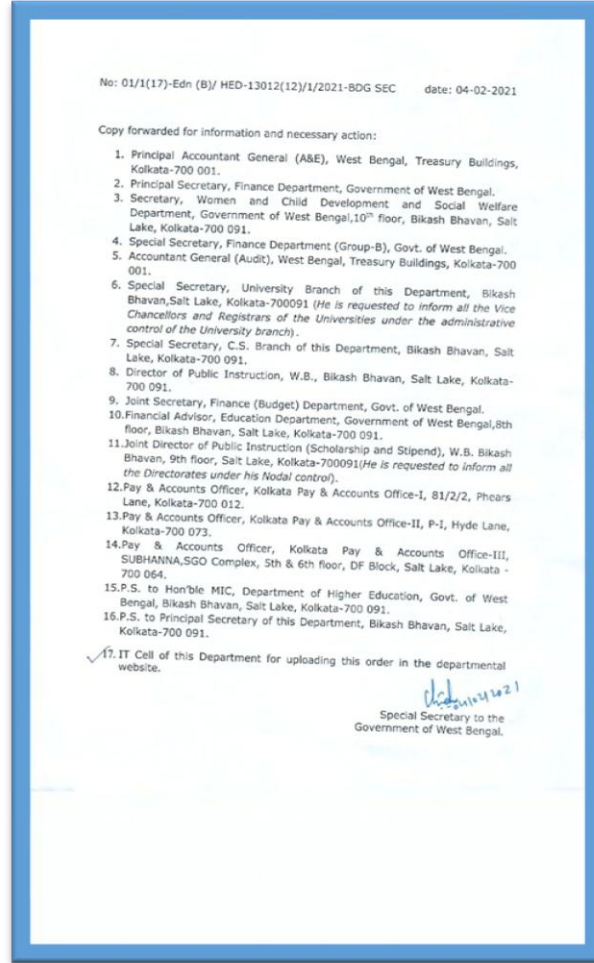 No: 01/1(17)-Edn (B)/ HED-13012(12)/1/2021-BDG SEC date: 04-02-2021
Copy forwarded for information and necessary action:
1. Principal Accountant General (A&E), West Bengal, Treasury Buildings,
Kolkata-700 001.
2. Principal Secretary, Finance Department, Government of West Bengal.
3. Secretary, Women and Child Development and Social Welfare
Department, Government of West Bengal,10th floor, Bikash Bhavan, Salt
Lake, Kolkata-700 091.
4. Special Secretary, Finance Department (Group-B), Govt. of West Bengal.
5. Accountant General (Audit), West Bengal, Treasury Buildings, Kolkata-700
001.
6. Special Secretary, University Branch of this Department, Bikash
Bhavan,Salt Lake, Kolkata-700091 (He is requested to inform all the Vice
Chancellors and Registrars of the Universities under the administrative
control of the University branch).
7. Special Secretary, C.S. Branch of this Department, Bikash Bhavan, Salt
Lake, Kolkata-700 091.
8. Director of Public Instruction, W.B., Bikash Bhavan, Salt Lake, Kolkata-
700 091.
9. Joint Secretary, Finance (Budget) Department, Govt. of West Bengal.
10.Financial Advisor, Education Department, Government of West Bengal,8th
floor, Bikash Bhavan, Salt Lake, Kolkata-700 091.
11.Joint Director of Public Instruction (Scholarship and Stipend), W.B. Bikash
Bhavan, 9th floor, Salt Lake, Kolkata-700091(He is requested to inform all
the Directorates under his Nodal control).
12.Pay & Accounts Officer, Kolkata Pay & Accounts Office-I, 81/2/2, Phears
Lane, Kolkata-700 012.
13.Pay & Accounts Officer, Kolkata Pay & Accounts Office-II, P-I, Hyde Lane,
Kolkata-700 073.
14.Pay & Accounts Officer, Kolkata Pay & Accounts Office-III,
SUBHANNA,SGO Complex, 5th & 6th floor, DF Block, Salt Lake, Kolkata -
700 064.
15.P.S. to Hon'ble MIC, Department of Higher Education, Govt. of West
Bengal, Bikash Bhavan, Salt Lake, Kolkata-700 091.
16.P.S. to Principal Secretary of this Department, Bikash Bhavan, Salt Lake,
Kolkata-700 091.
17. IT Cell of this Department for uploading this order in the departmental
website.
04/02/2021
Special Secretary to the
Government of West Bengal.